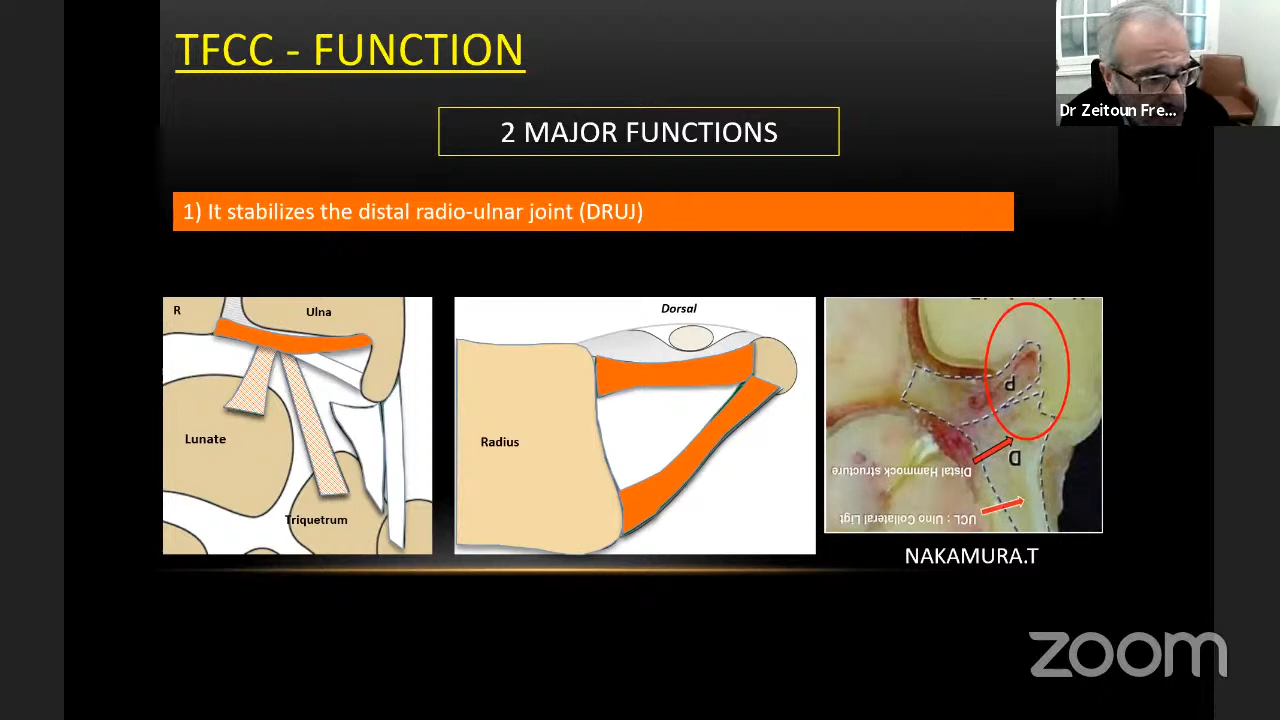 TFCC - FUNCTION
Dr Zeitoun Fre...
2 MAJOR FUNCTIONS
1) It stabilizes the distal radio-ulnar joint (DRUJ)
R
Ulna
Lunate
Triquetrum
Dorsal
Radius
P
D
Distal Hammock structure
UCL : Ulno Collateral Ligt
NAKAMURA.T
zoom